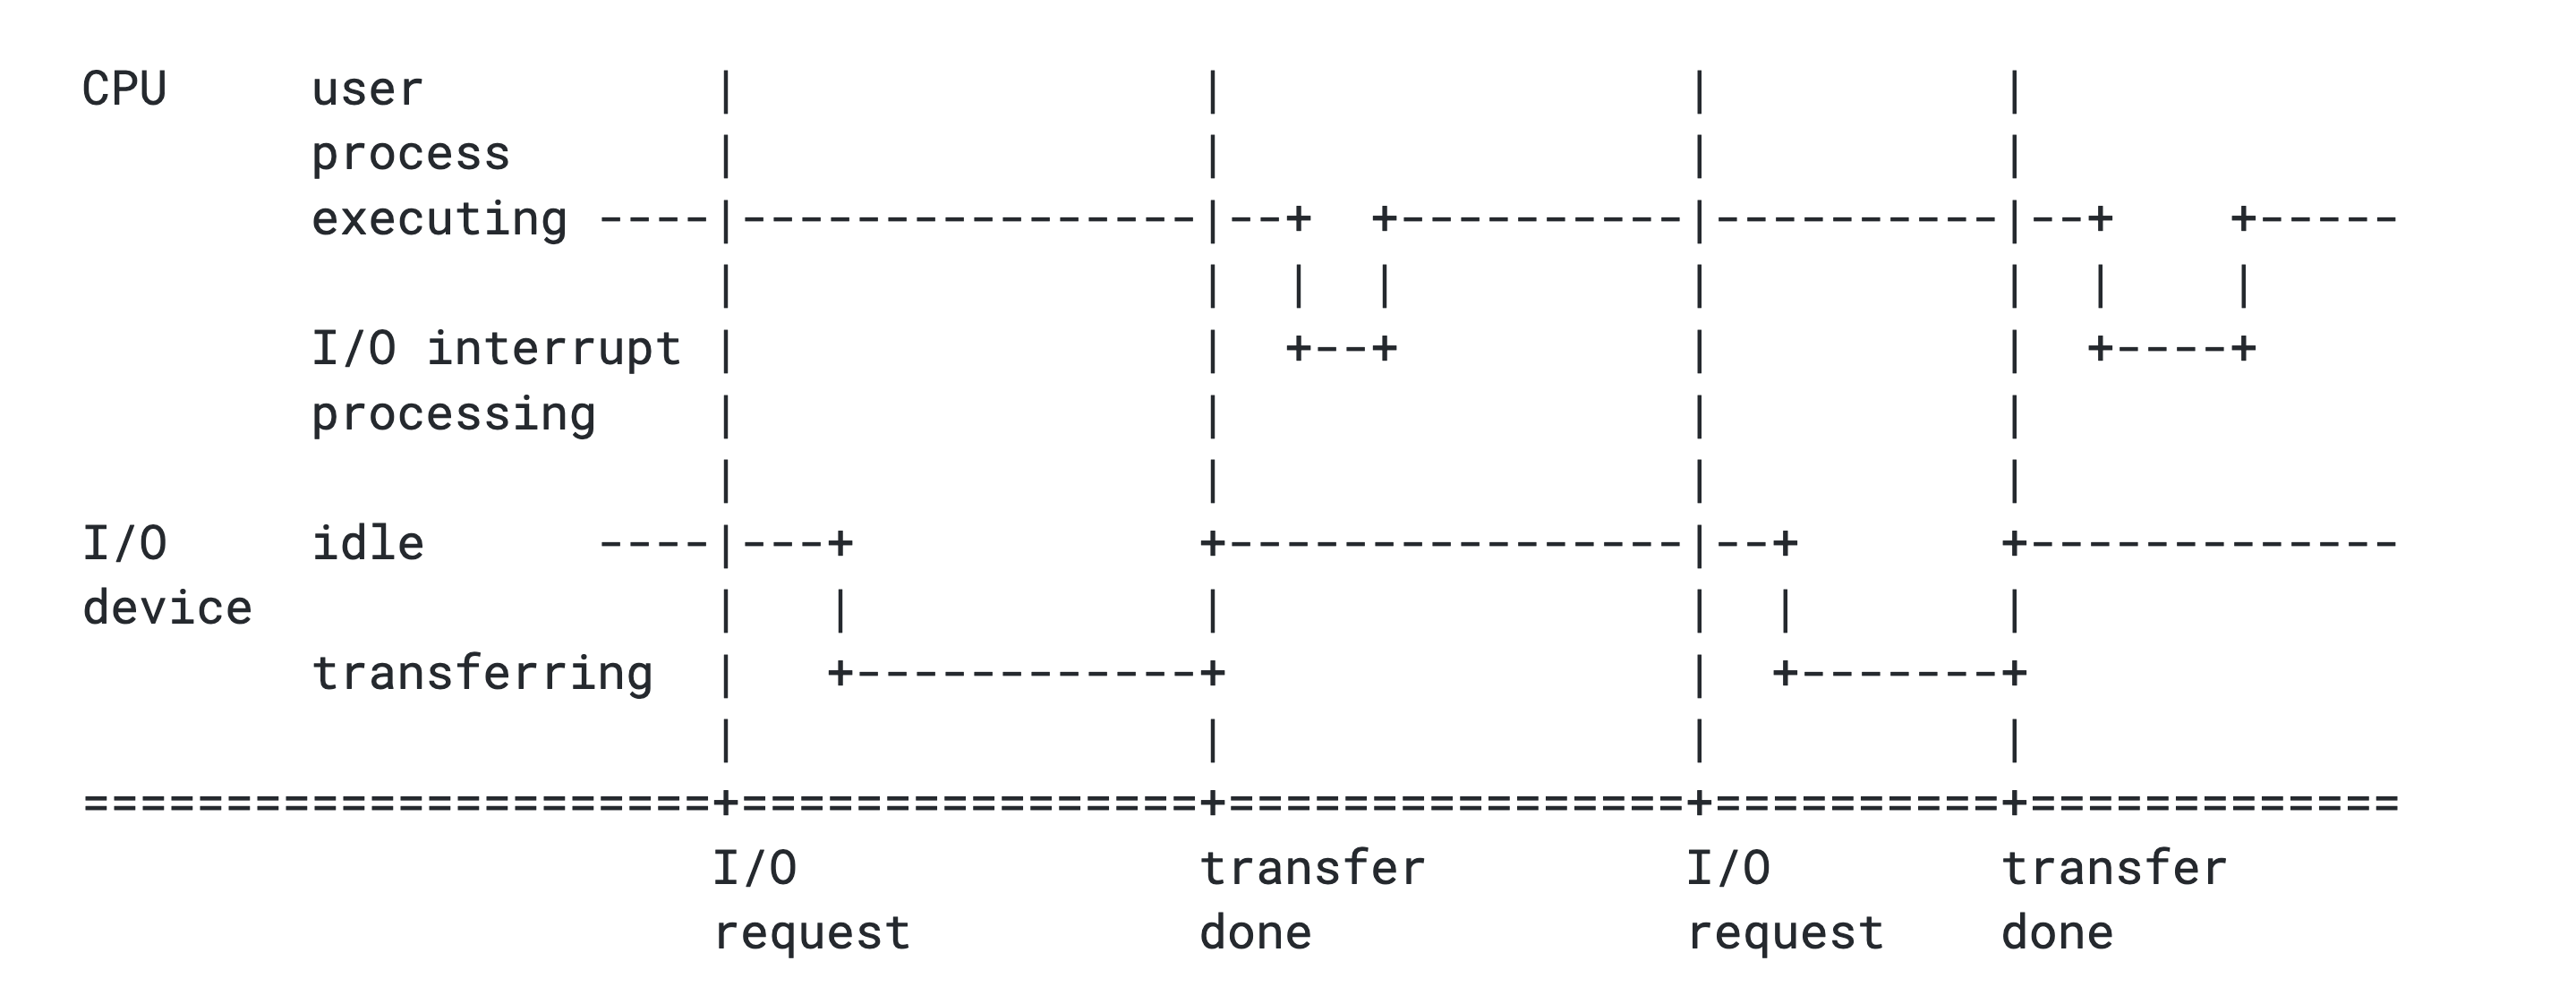 CPU     user                  |                |                |          |
        process               |                |                |          |
        executing ----|----------------|--+  +----------|----------|--+    +-----
                      |                |  |  |          |          |  |    |
        I/O interrupt |                |  +--+          |          |  +----+
        processing    |                |                |          |
                      |                |                |          |
I/O     idle      ----|---+            +----------------|--+       +-------------
device                |   |            |                |  |       |
        transferring  |   +------------+                |  +-------+
                      |                |                |          |
======================+================+================+==========+=============
                      I/O              transfer         I/O        transfer
                      request          done             request    done